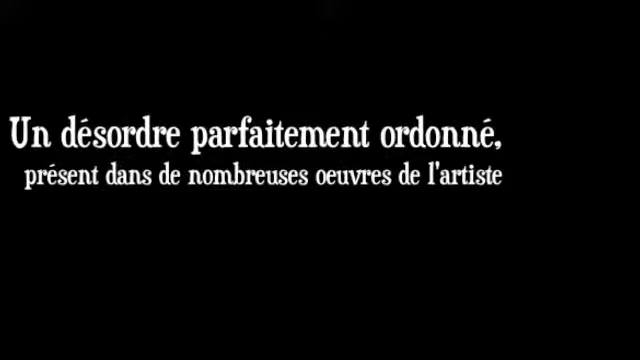 Un désordre parfaitement ordonné,
présent dans de nombreuses oeuvres de l'artiste